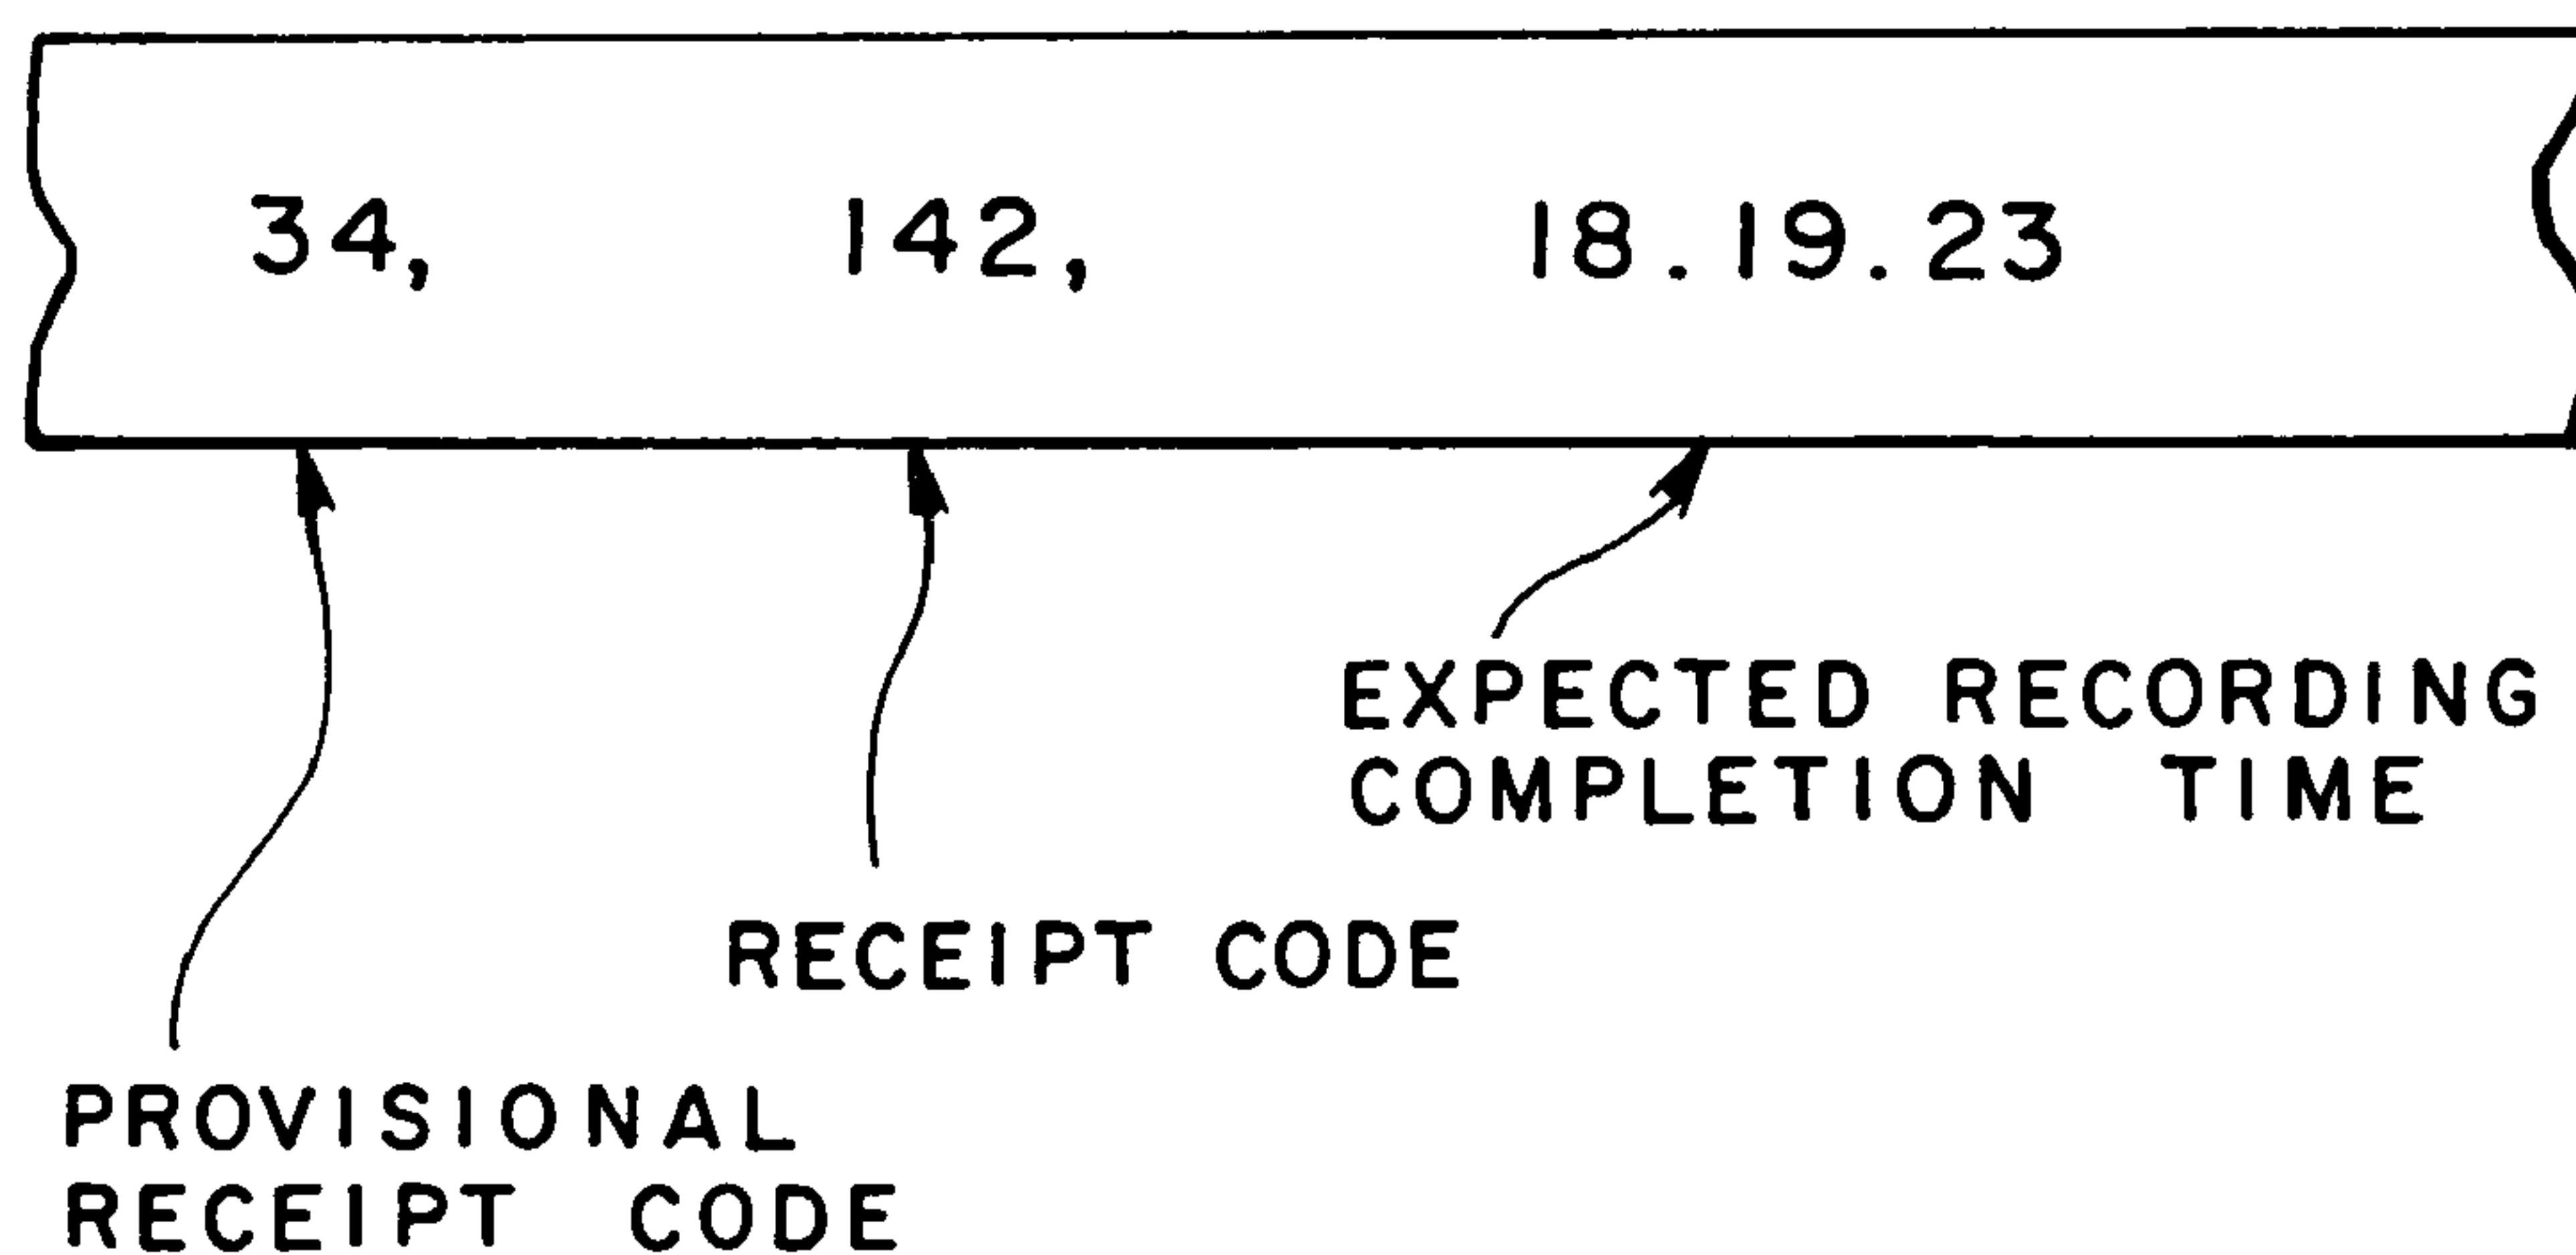 34, 142, 18.19.23
EXPECTED RECORDING
COMPLETION TIME
RECEIPT CODE
PROVISIONAL
RECEIPT CODE